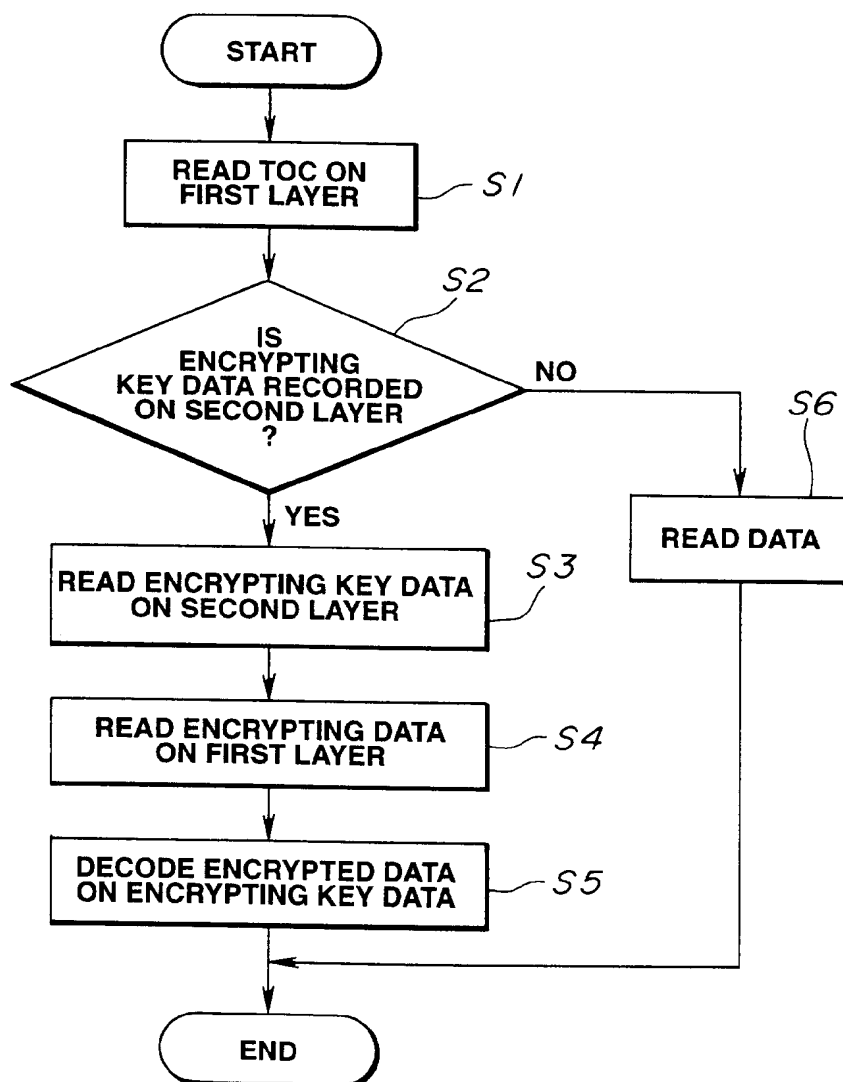 START
READ TOC ON
FIRST LAYER
S1
S2
IS
ENCRYPTING
KEY DATA RECORDED
ON SECOND LAYER
?
NO
S6
READ DATA
YES
READ ENCRYPTING KEY DATA
ON SECOND LAYER
S3
READ ENCRYPTING DATA
ON FIRST LAYER
S4
DECODE ENCRYPTED DATA
ON ENCRYPTING KEY DATA
S5
END